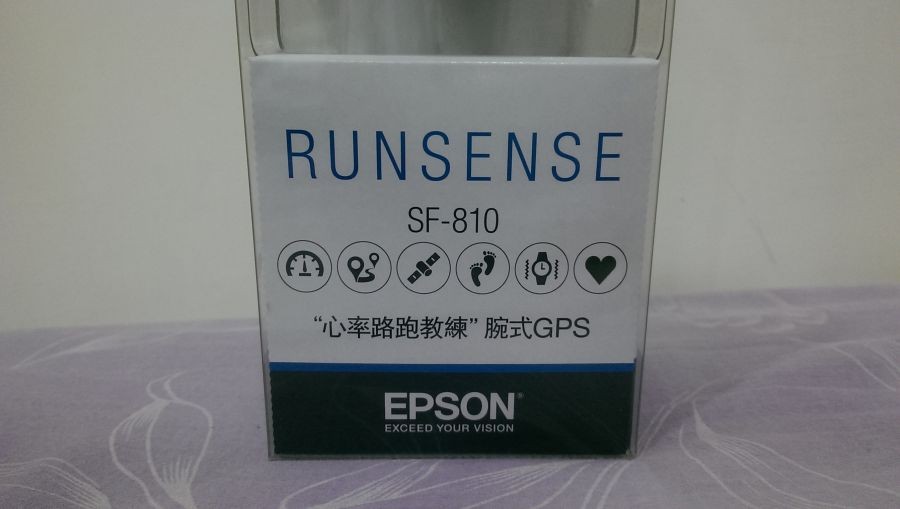 RUNSENSE
SF-810
“心率路跑教練” 腕式GPS
EPSON®
EXCEED YOUR VISION